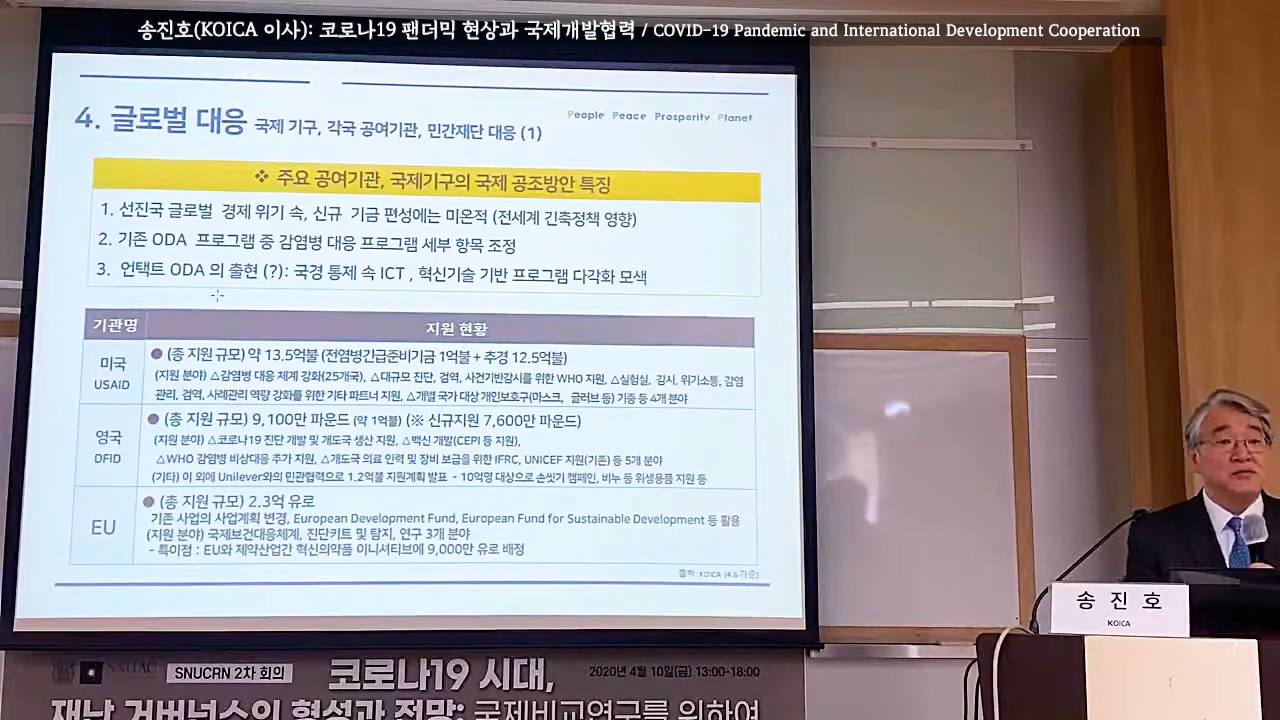 송진호(KOICA 이사): 코로나19 팬더믹 현상과 국제개발협력 / COVID-19 Pandemic and International Development Cooperation
4. 글로벌 대응 국제 기구, 각국 공여기관, 민간재단 대응 (1)
People Peace Prosperity Planet
❖ 주요 공여기관, 국제기구의 국제 공조방안 특징
1. 선진국 글로벌 경제 위기 속, 신규 기금 편성에는 미온적 (전세계 긴축정책 영향)
2. 기존 ODA 프로그램 중 감염병 대응 프로그램 세부 항목 조정
3. 언택트 ODA 의 출현 (?): 국경 통제 속 ICT , 혁신기술 기반 프로그램 다각화 모색
기관명 지원 현황
미국
USAID
● (총 지원 규모) 약 13.5억불 (전염병긴급준비기금 1억불 + 추경 12.5억불)
(지원 분야) △감염병 대응 체계 강화(25개국), △대규모 진단, 검역, 사건기반감시를 위한 WHO 지원, △실험실, 감시, 위기소통, 감염
관리, 검역, 사례관리 역량 강화를 위한 기타 파트너 지원, △개별 국가 대상 개인보호구(마스크, 글러브 등) 기증 등 4개 분야
영국
DFID
● (총 지원 규모) 9,100만 파운드 (약 1억불) (※ 신규지원 7,600만 파운드)
(지원 분야) △코로나19 진단 개발 및 개도국 생산 지원, △백신 개발(CEPI 등 지원),
△WHO 감염병 비상대응 추가 지원, △개도국 의료 인력 및 장비 보급을 위한 IFRC, UNICEF 지원(기존) 등 5개 분야
(기타) 이 외에 Unilever와의 민관협력으로 1.2억불 지원계획 발표 - 10억명 대상으로 손씻기 캠페인, 비누 등 위생용품 지원 등
EU
● (총 지원 규모) 2.3억 유로
기존 사업의 사업계획 변경, European Development Fund, European Fund for Sustainable Development 등 활용
(지원 분야) 국제보건대응체계, 진단키트 및 탐지, 연구 3개 분야
- 특이점 : EU와 제약산업간 혁신의약품 이니셔티브에 9,000만 유로 배정
출처: KOICA (4.6 기준)
송 진 호
KOICA
SNUCRN 2차 회의
코로나19 시대,
2020년 4월 10일(금) 13:00-18:00
재난 거버넌스의 형성과 전망: 국제비교연구를 위하여